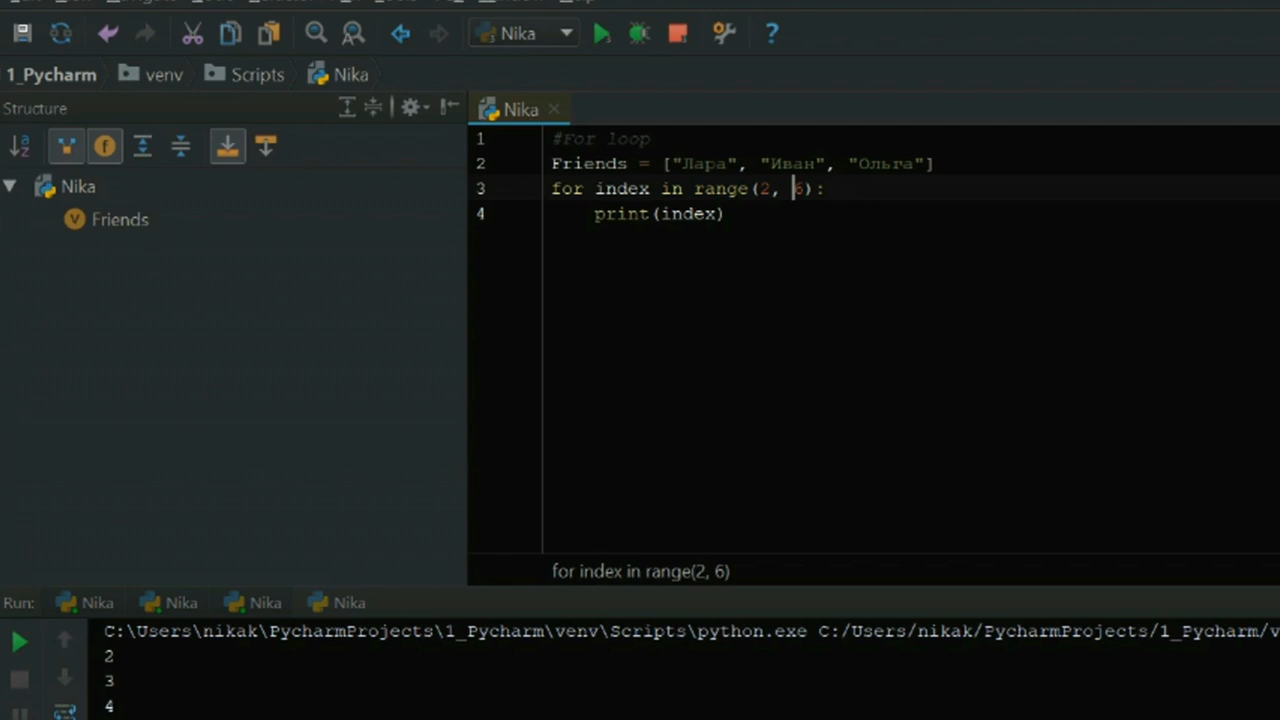 Nika
1_Pycharm venv Scripts Nika
Structure
Nika
Nika
Friends
1 #For loop
2 Friends = ["Лара", "Иван", "Ольга"]
3 for index in range(2, 6):
4 print(index)
for index in range(2, 6)
Run: Nika Nika Nika Nika
C:\Users\nikak\PycharmProjects\1_Pycharm\venv\Scripts\python.exe C:/Users/nikak/PycharmProjects/1_Pycharm/v
2
3
4